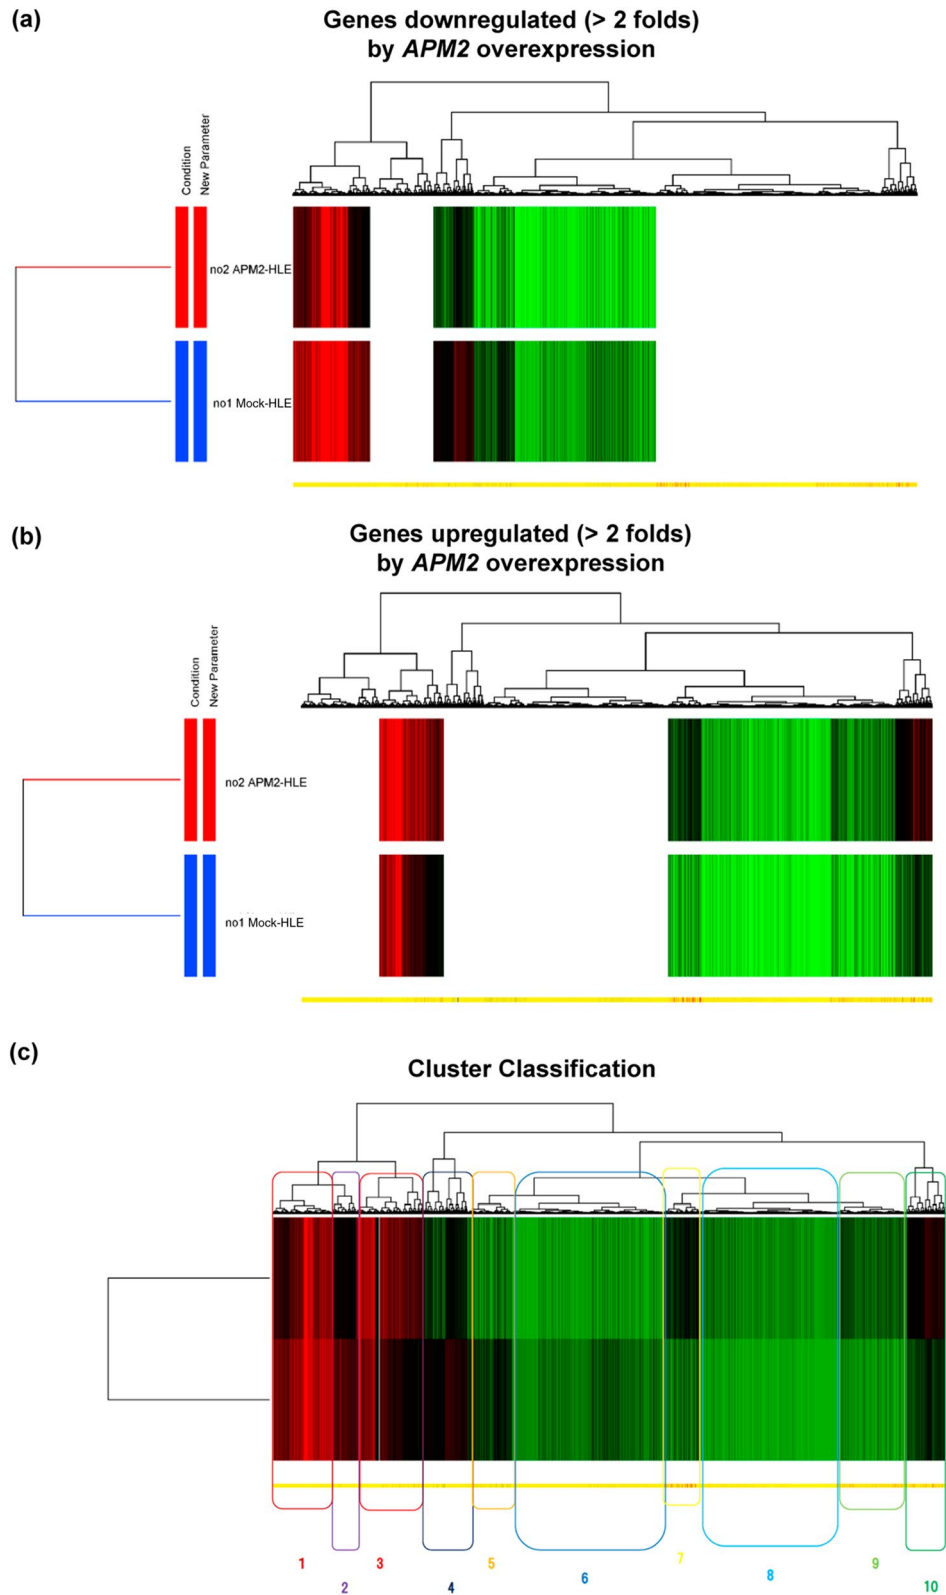 (a)
Genes downregulated (> 2 folds)
by APM2 overexpression
Condition
New Parameter
no2 APM2-HLE
no1 Mock-HLE
(b)
Genes upregulated (> 2 folds)
by APM2 overexpression
Condition
New Parameter
no2 APM2-HLE
no1 Mock-HLE
(c)
Cluster Classification
1
2
3
4
5
6
7
8
9
10